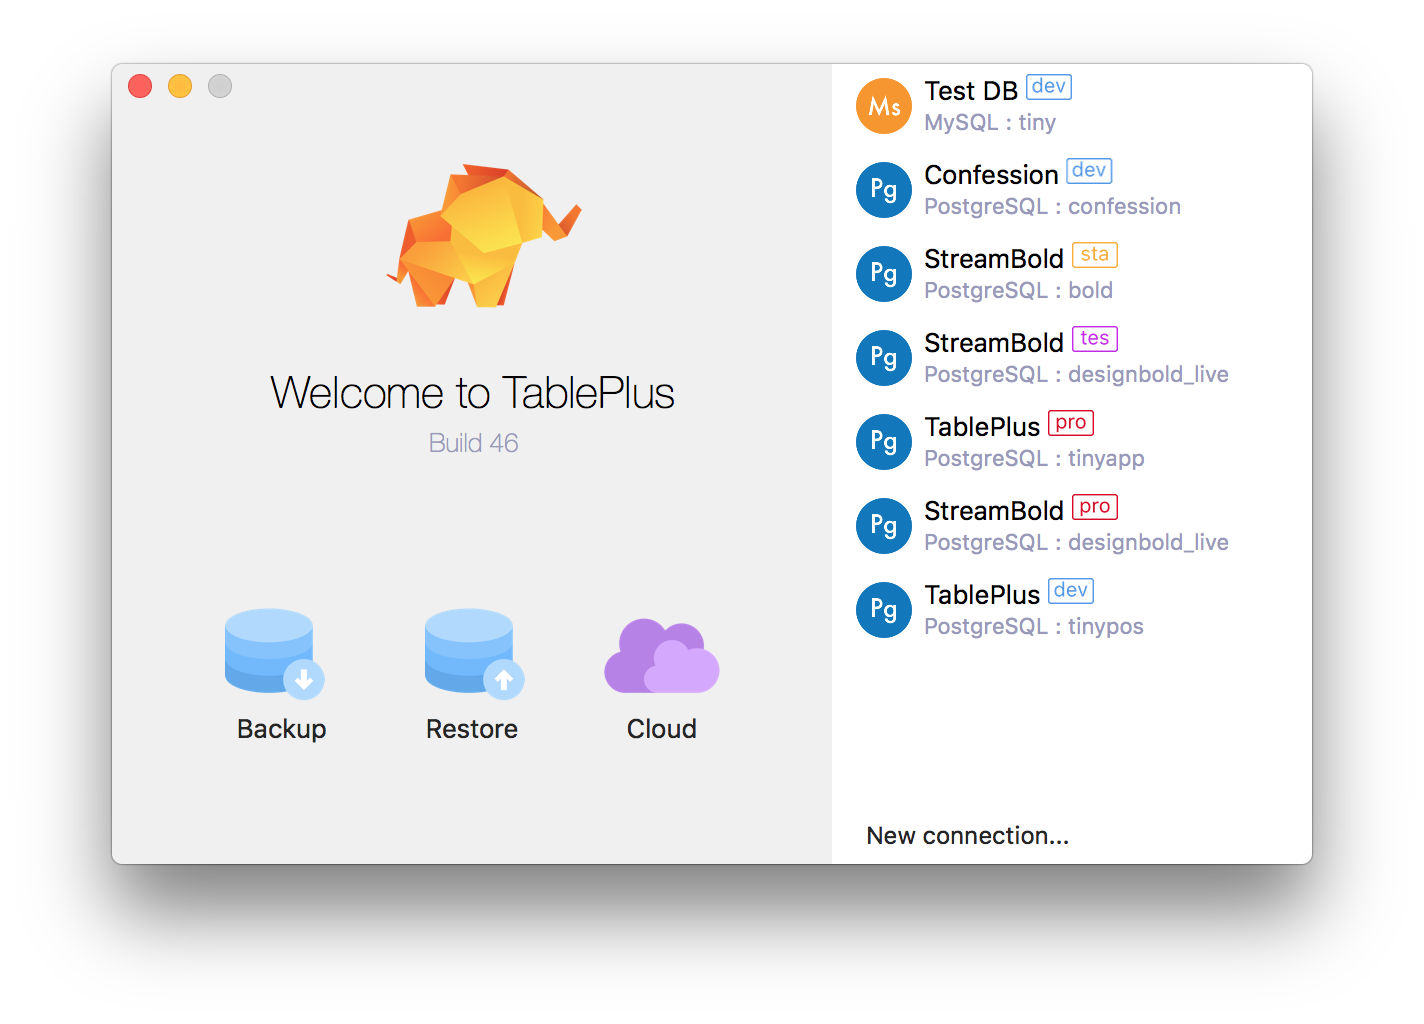 Welcome to TablePlus
Build 46
Backup
Restore
Cloud
Ms
Test DB dev
MySQL : tiny
Pg
Confession dev
PostgreSQL : confession
Pg
StreamBold sta
PostgreSQL : bold
Pg
StreamBold tes
PostgreSQL : designbold_live
Pg
TablePlus pro
PostgreSQL : tinyapp
Pg
StreamBold pro
PostgreSQL : designbold_live
Pg
TablePlus dev
PostgreSQL : tinypos
New connection...